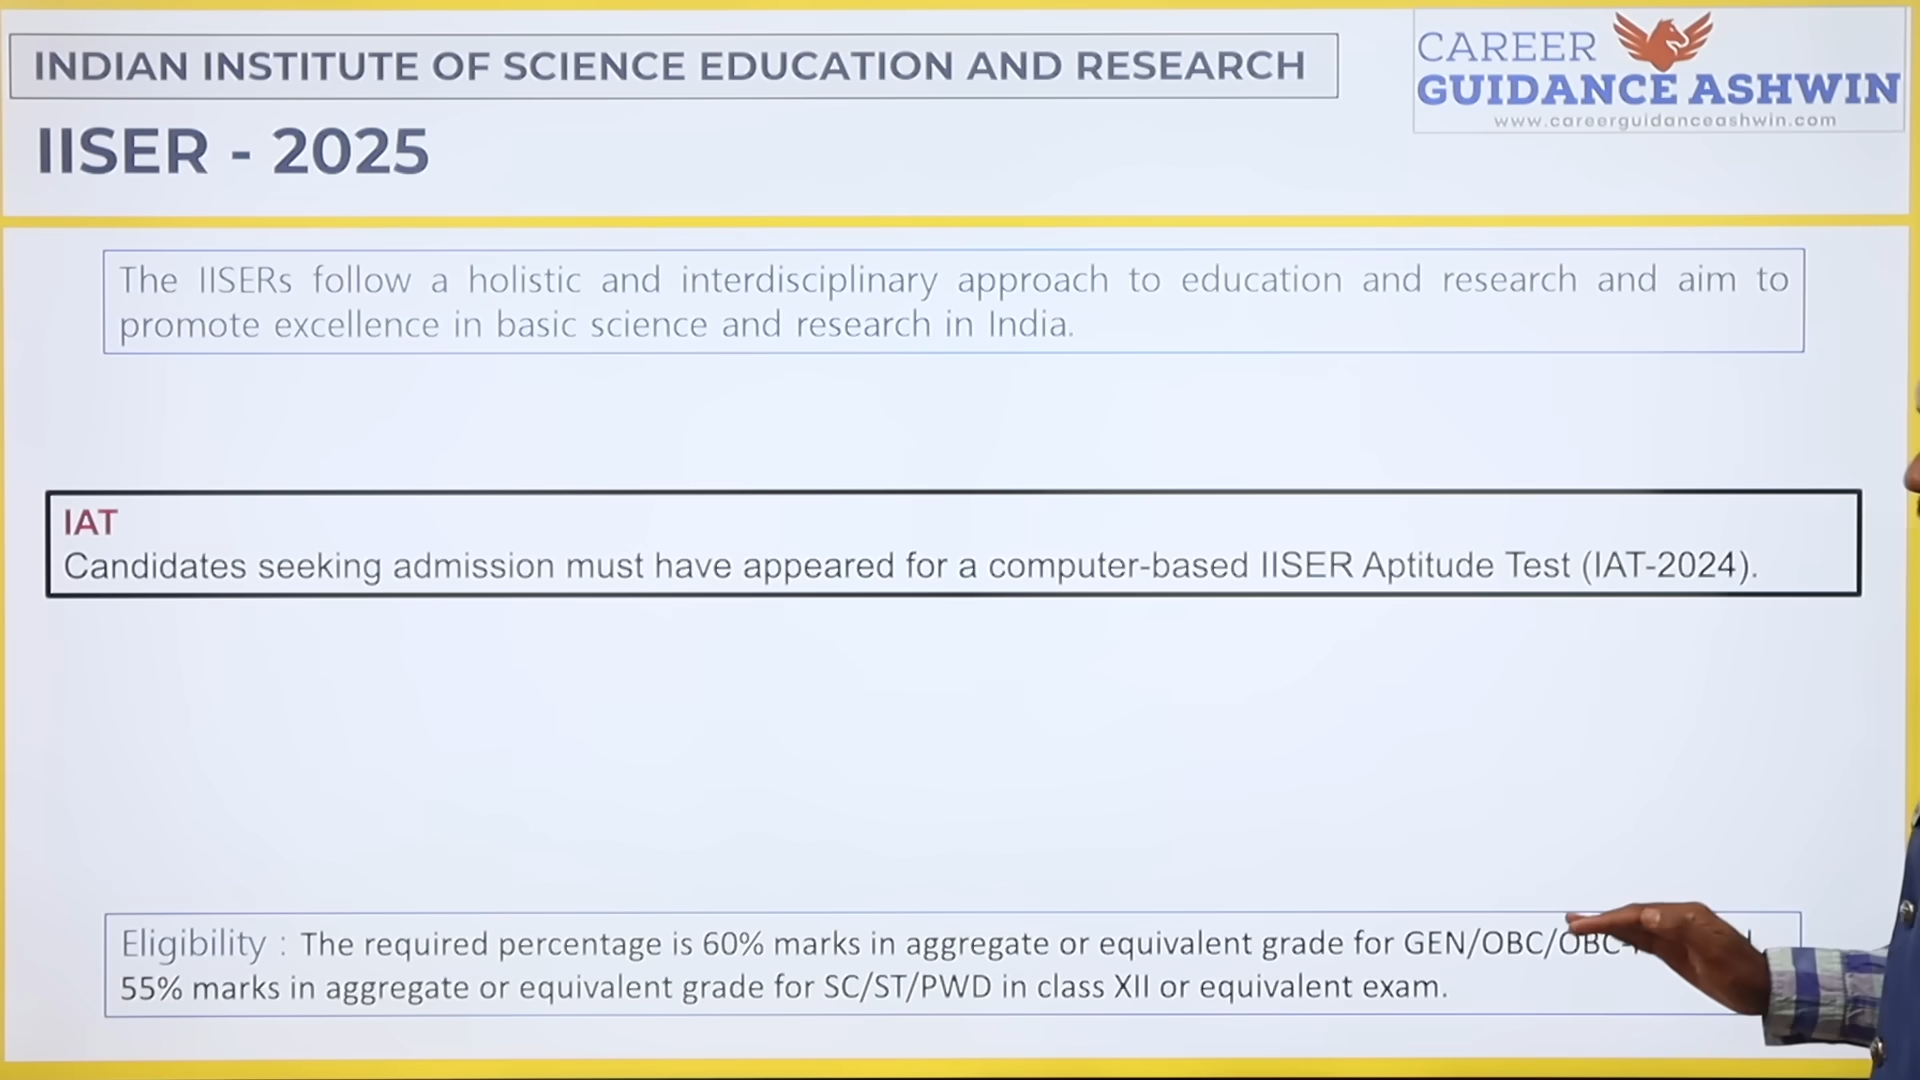 INDIAN INSTITUTE OF SCIENCE EDUCATION AND RESEARCH
CAREER
GUIDANCE ASHWIN
www.careerguidanceashwin.com
IISER - 2025
The IISERs follow a holistic and interdisciplinary approach to education and research and aim to
promote excellence in basic science and research in India.
IAT
Candidates seeking admission must have appeared for a computer-based IISER Aptitude Test (IAT-2024).
Eligibility : The required percentage is 60% marks in aggregate or equivalent grade for GEN/OBC/OBC-
55% marks in aggregate or equivalent grade for SC/ST/PWD in class XII or equivalent exam.